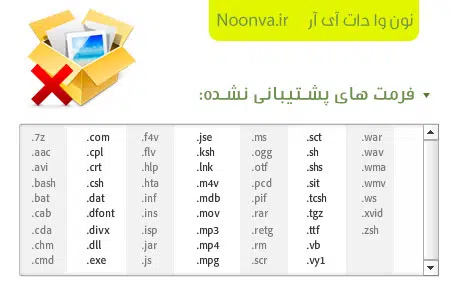 نون وا دات آی آر Noonva.ir
فرمت های پشتیبانی نشده:
.7z .com .f4v .jse .ms .sct .war
.aac .cpl .flv .ksh .ogg .sh .wav
.avi .crt .hlp .lnk .otf .shs .wma
.bash .csh .hta .m4v .pcd .sit .wmv
.bat .dat .inf .mdb .pif .tcsh .ws
.cab .dfont .ins .mov .rar .tgz .xvid
.cda .divx .isp .mp3 .retg .ttf .zsh
.chm .dll .jar .mp4 .rm .vb
.cmd .exe .js .mpg .scr .vy1